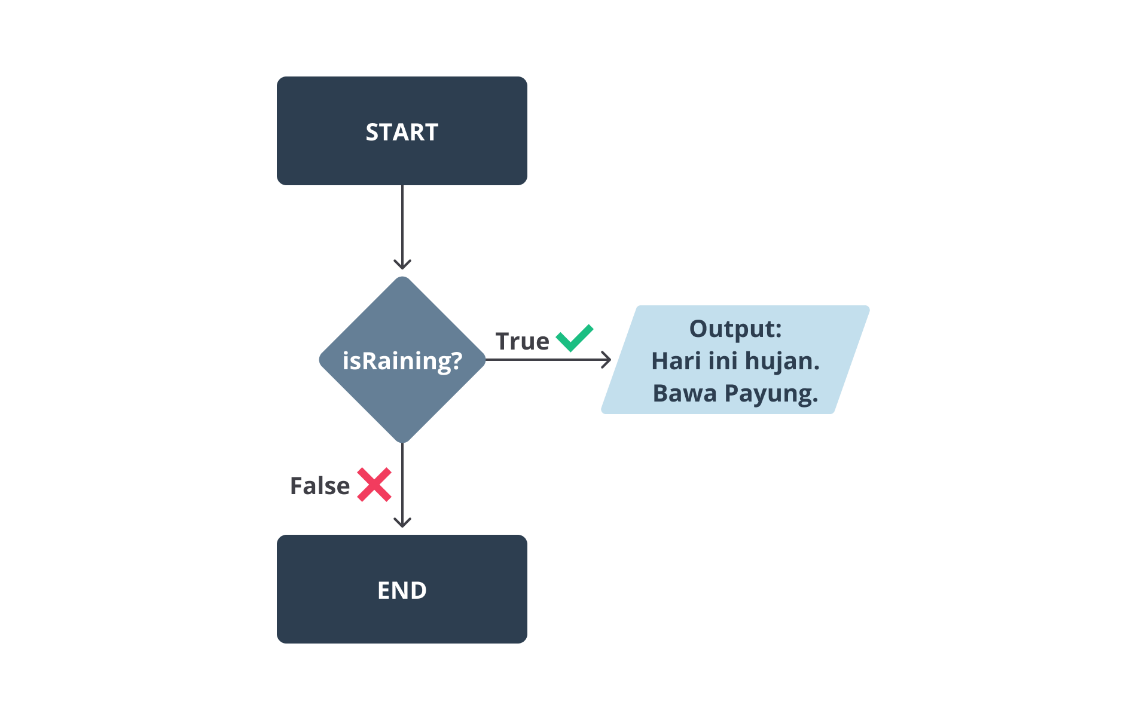 START
isRaining?
True
Output:
Hari ini hujan.
Bawa Payung.
False
END